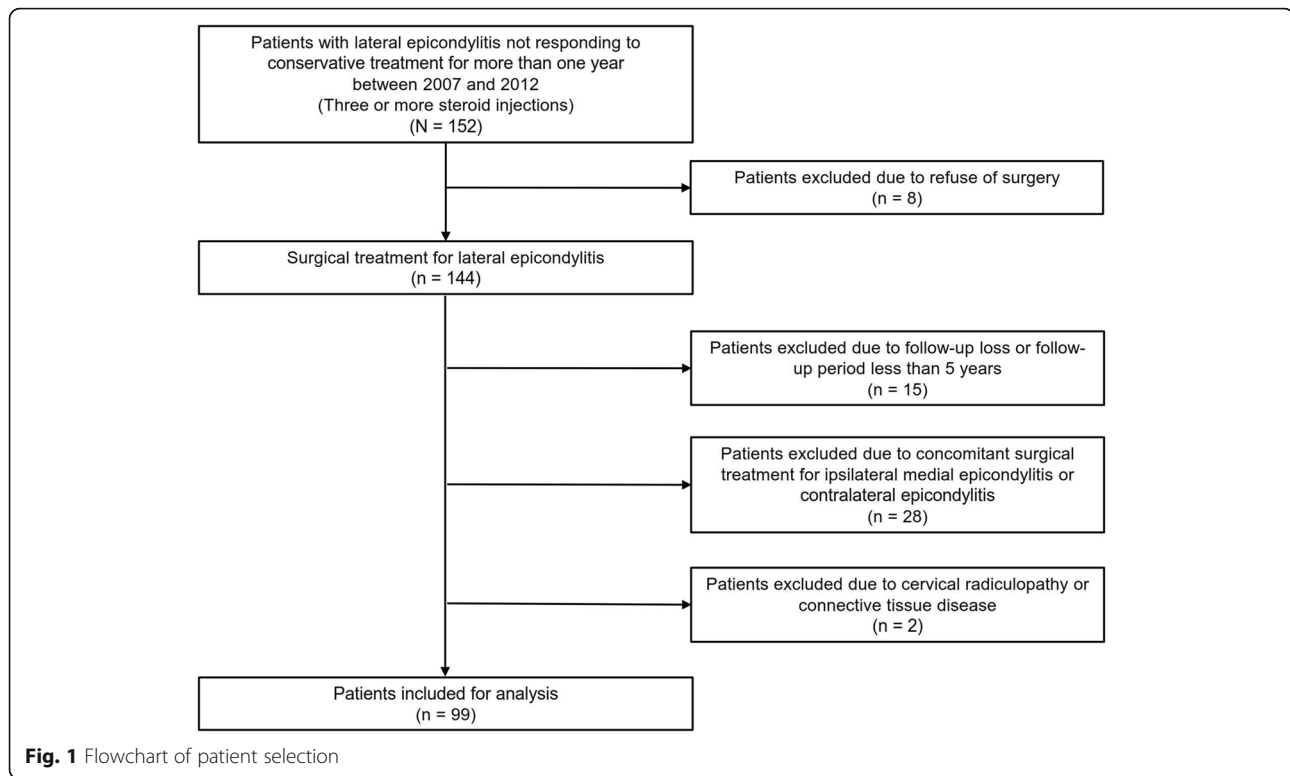 Patients with lateral epicondylitis not responding to
conservative treatment for more than one year
between 2007 and 2012
(Three or more steroid injections)
(N = 152)
Patients excluded due to refuse of surgery
(n = 8)
Surgical treatment for lateral epicondylitis
(n = 144)
Patients excluded due to follow-up loss or follow-
up period less than 5 years
(n = 15)
Patients excluded due to concomitant surgical
treatment for ipsilateral medial epicondylitis or
contralateral epicondylitis
(n = 28)
Patients excluded due to cervical radiculopathy or
connective tissue disease
(n = 2)
Patients included for analysis
(n = 99)
Fig. 1 Flowchart of patient selection